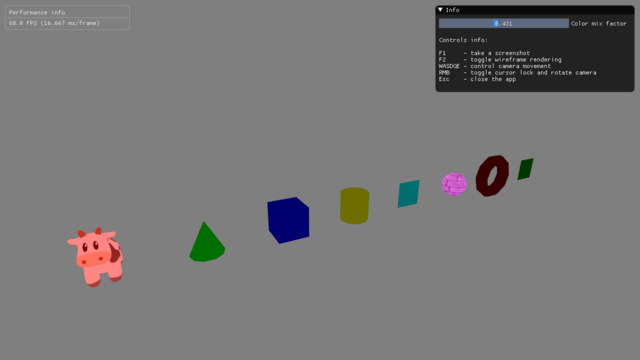 Performance info
60.0 FPS (16.667 ms/frame)
Info
0.431 Color mix factor
Controls info:
F1 - take a screenshot
F2 - toggle wireframe rendering
WASDQE - control camera movement
RMB - toggle cursor lock and rotate camera
Esc - close the app